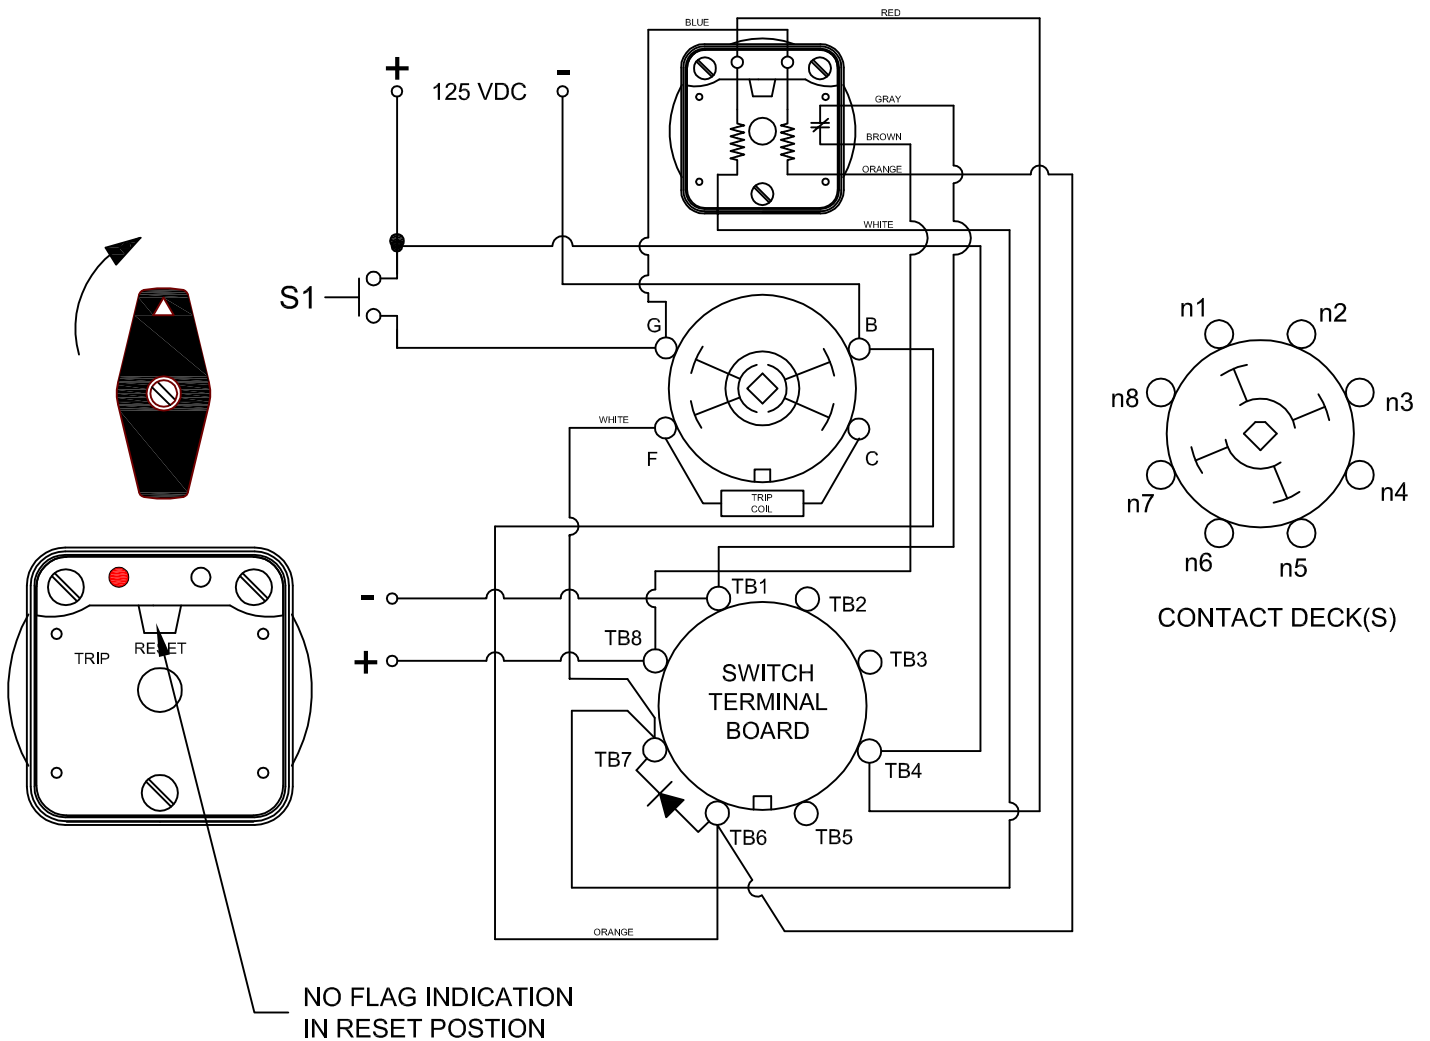 RED
BLUE
+
125 VDC
-
GRAY
BROWN
ORANGE
WHITE
S1
G
B
WHITE
F
C
TRIP
COIL
n1
n2
n3
n4
n5
n6
n7
n8
CONTACT DECK(S)
-
+
TB1
TB2
TB8
TB3
SWITCH
TERMINAL
BOARD
TB7
TB4
TB6
TB5
ORANGE
TRIP
RESET
NO FLAG INDICATION
IN RESET POSTION